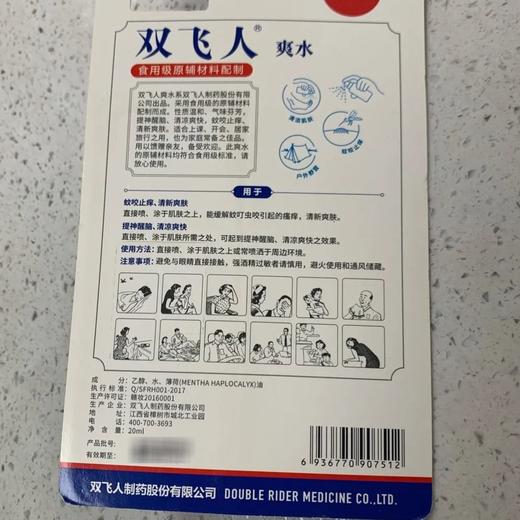 双飞人® 爽水
食用级原辅材料配制
双飞人爽水系双飞人制药股份有限
公司出品。采用食用级的原辅材料
配制而成。性质温和、气味芬芳，
提神醒脑，清凉爽快，蚊咬止痒，
清新爽肤。适合上课、开会、居家
旅行之用，也为家庭常备之佳品。
用以馈赠亲友，备受欢迎。此爽水
的原辅材料均符合食用级标准，请
放心使用。
清洁肌肤
蚊咬止痒
户外野营
用于
蚊咬止痒、清新爽肤
直接喷、涂于肌肤之上，能缓解蚊叮虫咬引起的瘙痒，清新爽肤。
提神醒脑、清凉爽快
直接喷、涂于肌肤所需之处，可起到提神醒脑、清凉爽快之效果。
使用方法：直接喷、涂于肌肤之上或常喷洒于周边环境。
注意事项：避免与眼睛直接接触，强酒精过敏者请慎用，避火使用和通风储藏。
成分：乙醇、水、薄荷(MENTHA HAPLOCALYX)油
执行标准：Q/SFRH001-2017
生产许可证：赣妆20160001
生产企业：双飞人制药股份有限公司
地址：江西省樟树市城北工业园
电话：400-700-3693
净含量：20ml
产品批号：
有效期至：
6 936770 907512
双飞人制药股份有限公司 DOUBLE RIDER MEDICINE CO.,LTD.